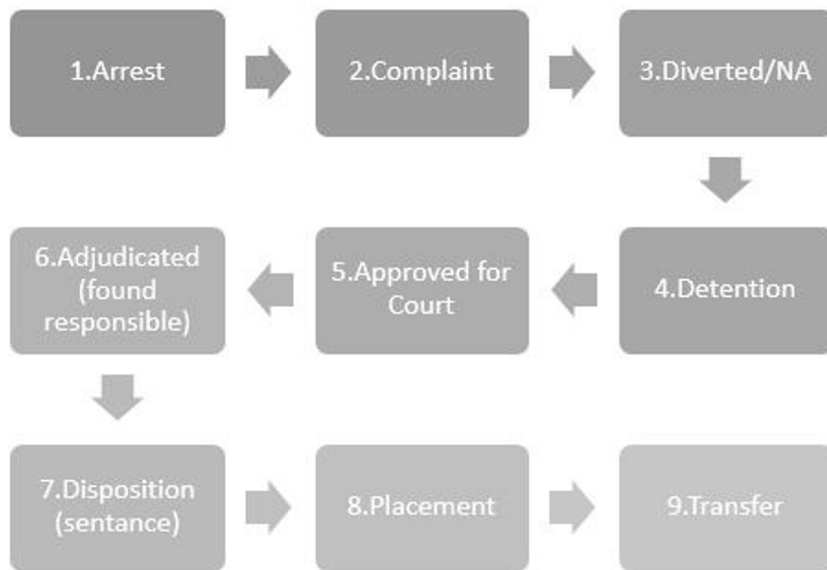 1.Arrest
2.Complaint
3.Diverted/NA
4.Detention
5.Approved for
Court
6.Adjudicated
(found
responsible)
7.Disposition
(sentance)
8.Placement
9.Transfer